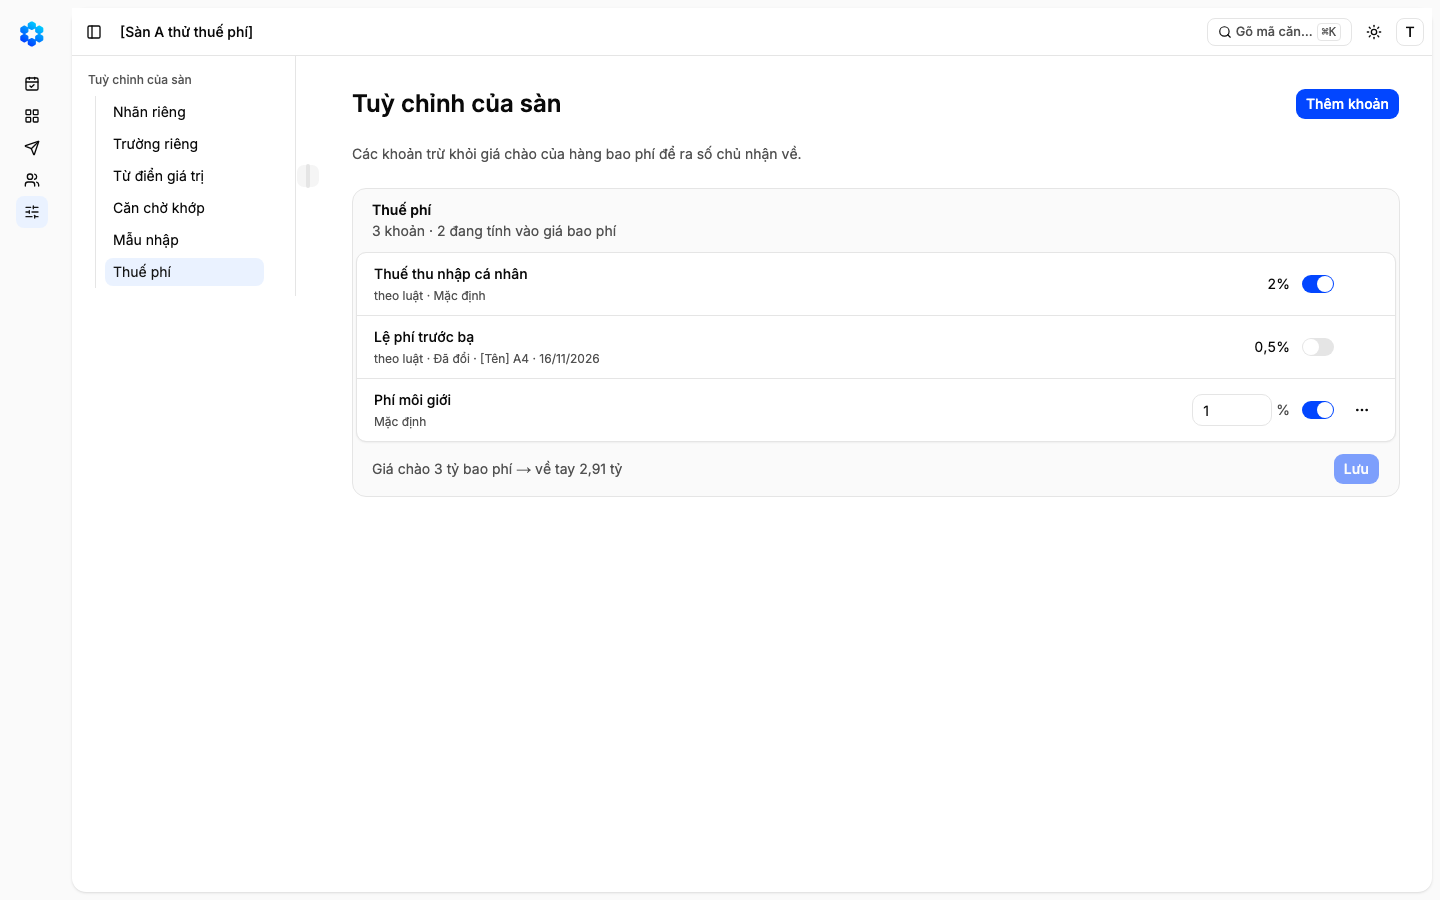 [Sàn A thử thuế phí]
Gõ mã căn... ⌘K
T
Tuỳ chỉnh của sàn
Nhãn riêng
Trường riêng
Từ điển giá trị
Căn chờ khớp
Mẫu nhập
Thuế phí
Tuỳ chỉnh của sàn
Thêm khoản
Các khoản trừ khỏi giá chào của hàng bao phí để ra số chủ nhận về.
Thuế phí
3 khoản · 2 đang tính vào giá bao phí
Thuế thu nhập cá nhân
theo luật · Mặc định
2%
Lệ phí trước bạ
theo luật · Đã đổi · [Tên] A4 · 16/11/2026
0,5%
Phí môi giới
Mặc định
1 %
Giá chào 3 tỷ bao phí → về tay 2,91 tỷ
Lưu